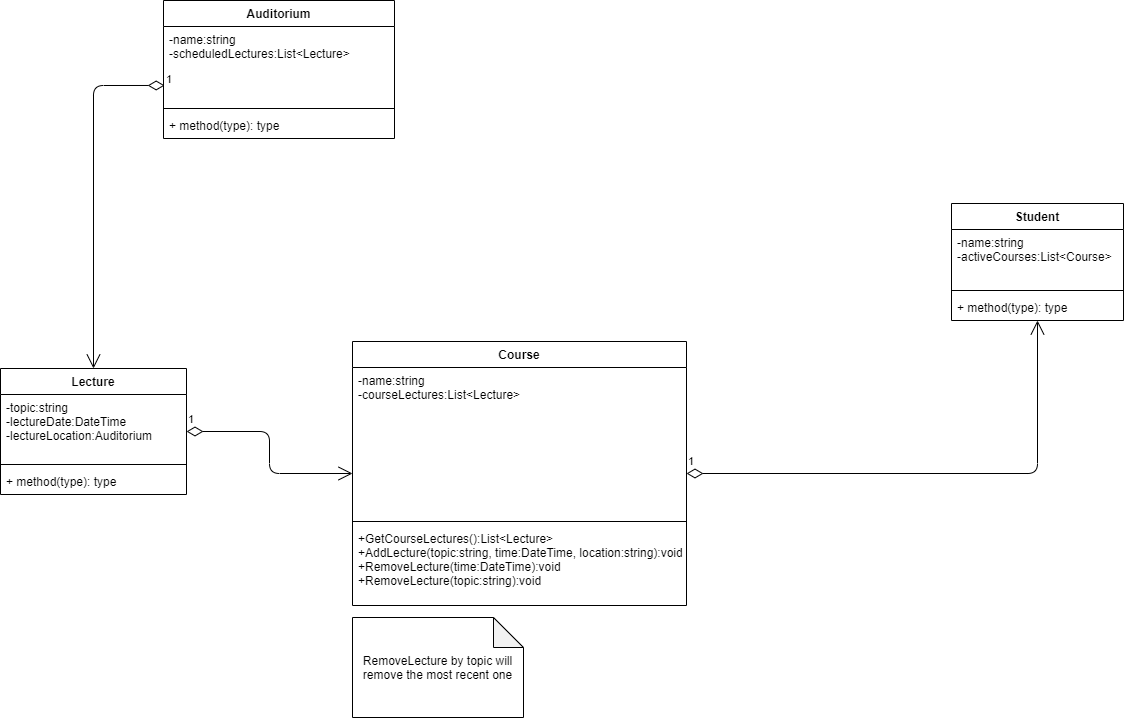 Auditorium
-name:string
-scheduledLectures:List<Lecture>
1
+ method(type): type
Student
-name:string
-activeCourses:List<Course>
+ method(type): type
Lecture
-topic:string
-lectureDate:DateTime
-lectureLocation:Auditorium
+ method(type): type
1
Course
-name:string
-courseLectures:List<Lecture>
+GetCourseLectures():List<Lecture>
+AddLecture(topic:string, time:DateTime, location:string):void
+RemoveLecture(time:DateTime):void
+RemoveLecture(topic:string):void
1
RemoveLecture by topic will
remove the most recent one